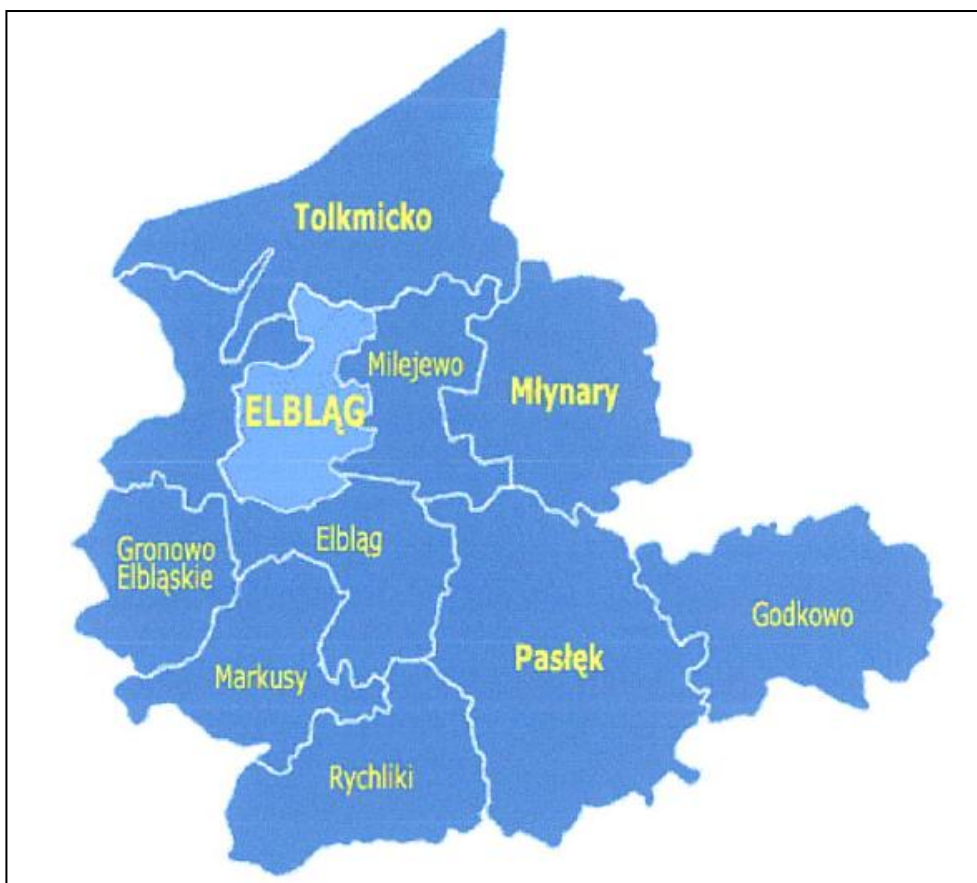 Tolkmicko
Milejewo
Młynary
ELBLĄG
Elbląg
Gronowo
Elbląskie
Godkowo
Pasłęk
Markusy
Rychliki